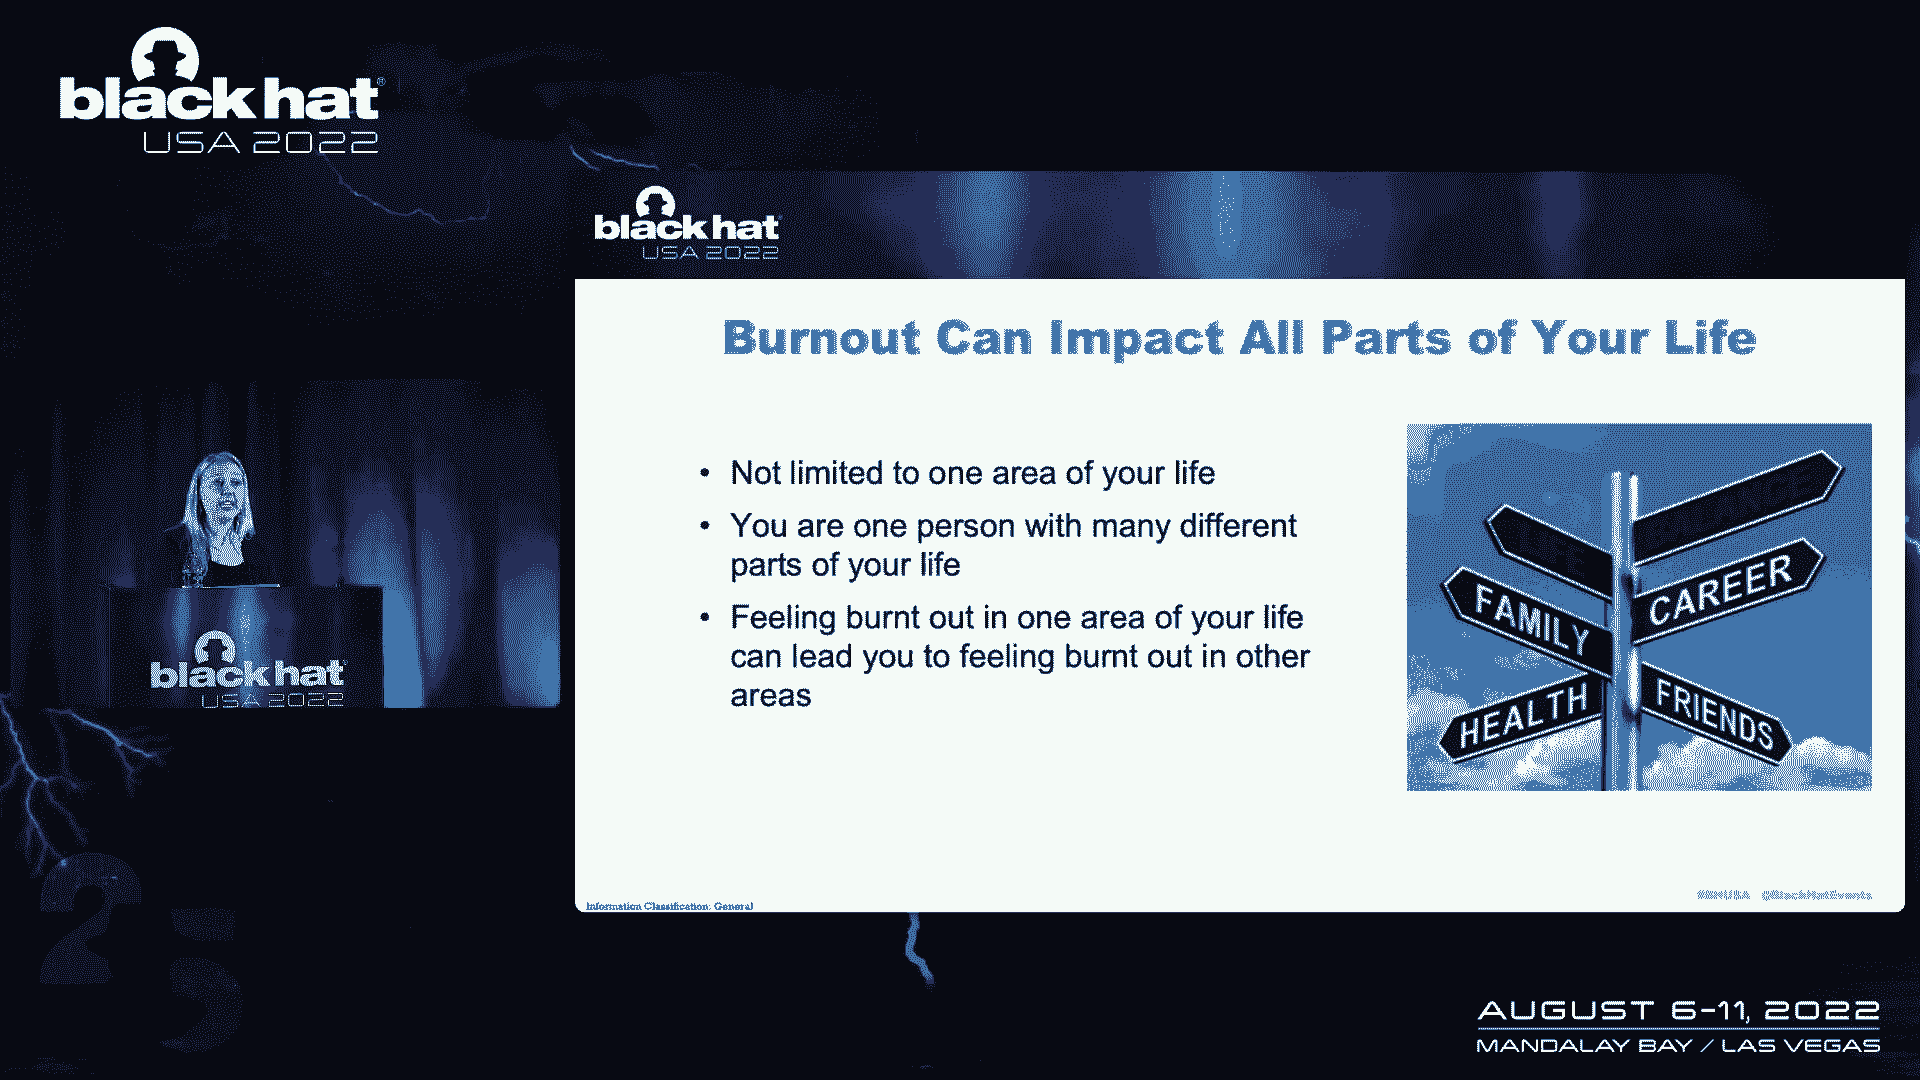 black hat®
USA 2022
black hat
USA 2022
Burnout Can Impact All Parts of Your Life
• Not limited to one area of your life
• You are one person with many different
parts of your life
• Feeling burnt out in one area of your life
can lead you to feeling burnt out in other
areas
LIFE
BALANCE
FAMILY
CAREER
HEALTH
FRIENDS
Information Classification: General
#BHUSA @BlackHatEvents
black hat
USA 2022
25
AUGUST 6-11, 2022
MANDALAY BAY / LAS VEGAS